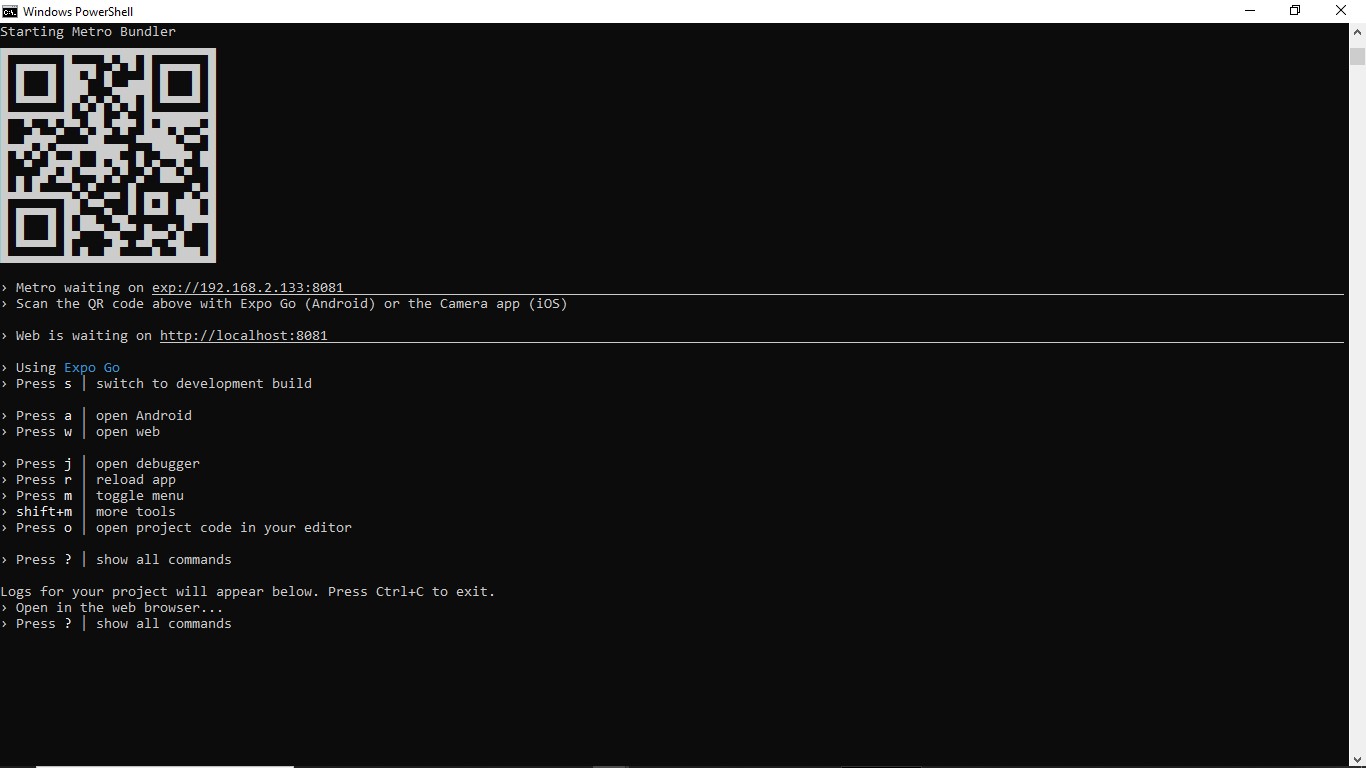 Windows PowerShell
Starting Metro Bundler
› Metro waiting on exp://192.168.2.133:8081
› Scan the QR code above with Expo Go (Android) or the Camera app (iOS)
› Web is waiting on http://localhost:8081
› Using Expo Go
› Press s │ switch to development build
› Press a │ open Android
› Press w │ open web
› Press j │ open debugger
› Press r │ reload app
› Press m │ toggle menu
› shift+m │ more tools
› Press o │ open project code in your editor
› Press ? │ show all commands
Logs for your project will appear below. Press Ctrl+C to exit.
› Open in the web browser...
› Press ? │ show all commands